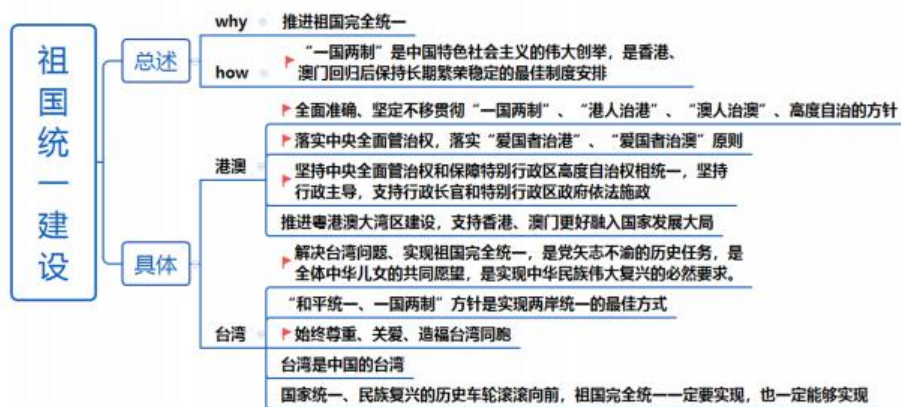 祖国统一建设
总述
why
推进祖国完全统一
how
“一国两制”是中国特色社会主义的伟大创举，是香港、
澳门回归后保持长期繁荣稳定的最佳制度安排
具体
港澳
全面准确、坚定不移贯彻“一国两制”、“港人治港”、“澳人治澳”、高度自治的方针
落实中央全面管治权，落实“爱国者治港”、“爱国者治澳”原则
坚持中央全面管治权和保障特别行政区高度自治权相统一，坚持
行政主导，支持行政长官和特别行政区政府依法施政
推进粤港澳大湾区建设，支持香港、澳门更好融入国家发展大局
台湾
解决台湾问题、实现祖国完全统一，是党矢志不渝的历史任务，是
全体中华儿女的共同愿望，是实现中华民族伟大复兴的必然要求。
“和平统一、一国两制”方针是实现两岸统一的最佳方式
始终尊重、关爱、造福台湾同胞
台湾是中国的台湾
国家统一、民族复兴的历史车轮滚滚向前，祖国完全统一一定要实现，也一定能够实现